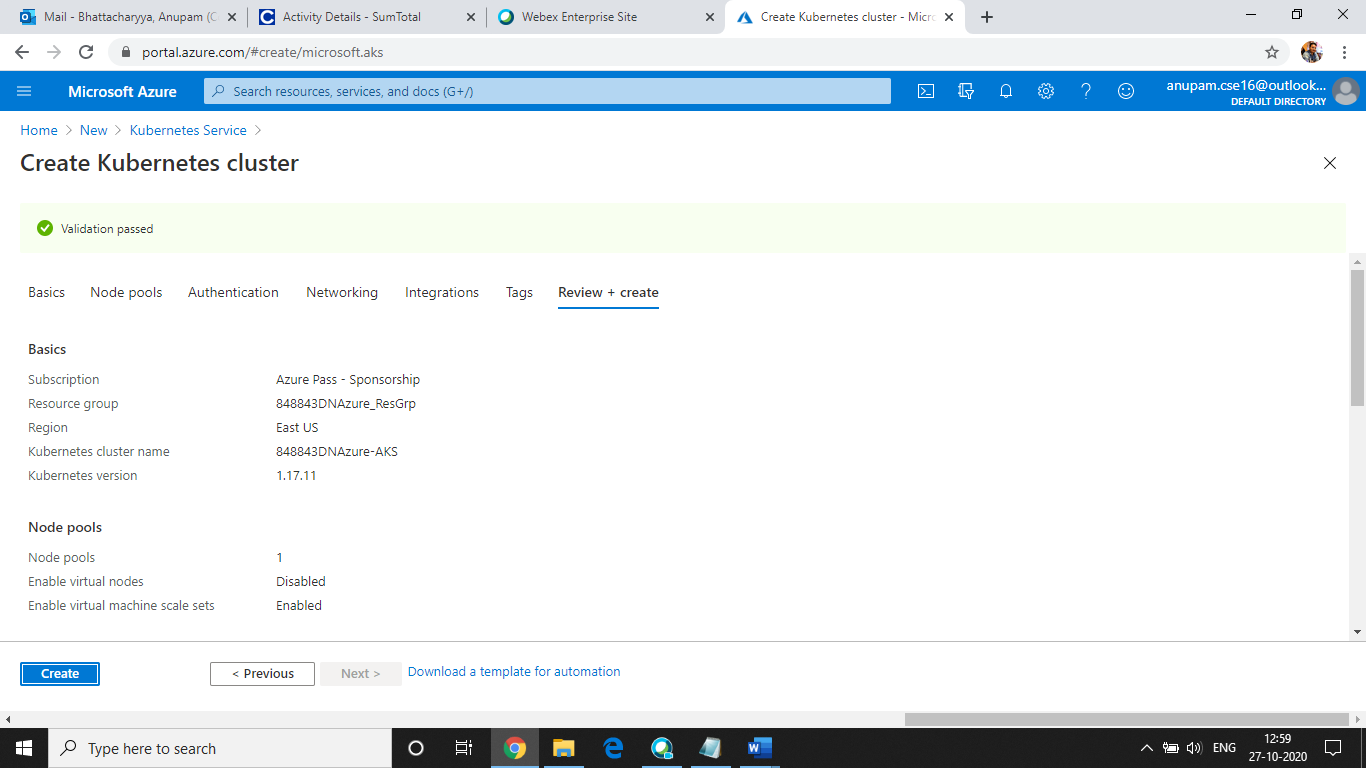 Mail - Bhattacharyya, Anupam (C
Activity Details - SumTotal
Webex Enterprise Site
Create Kubernetes cluster - Micro
portal.azure.com/#create/microsoft.aks
Microsoft Azure
Search resources, services, and docs (G+/)
anupam.cse16@outlook...
DEFAULT DIRECTORY
Home > New > Kubernetes Service >
Create Kubernetes cluster
Validation passed
Basics Node pools Authentication Networking Integrations Tags Review + create
Basics
Subscription Azure Pass - Sponsorship
Resource group 848843DNAzure_ResGrp
Region East US
Kubernetes cluster name 848843DNAzure-AKS
Kubernetes version 1.17.11
Node pools
Node pools 1
Enable virtual nodes Disabled
Enable virtual machine scale sets Enabled
Create < Previous Next > Download a template for automation
Type here to search
ENG
12:59
27-10-2020